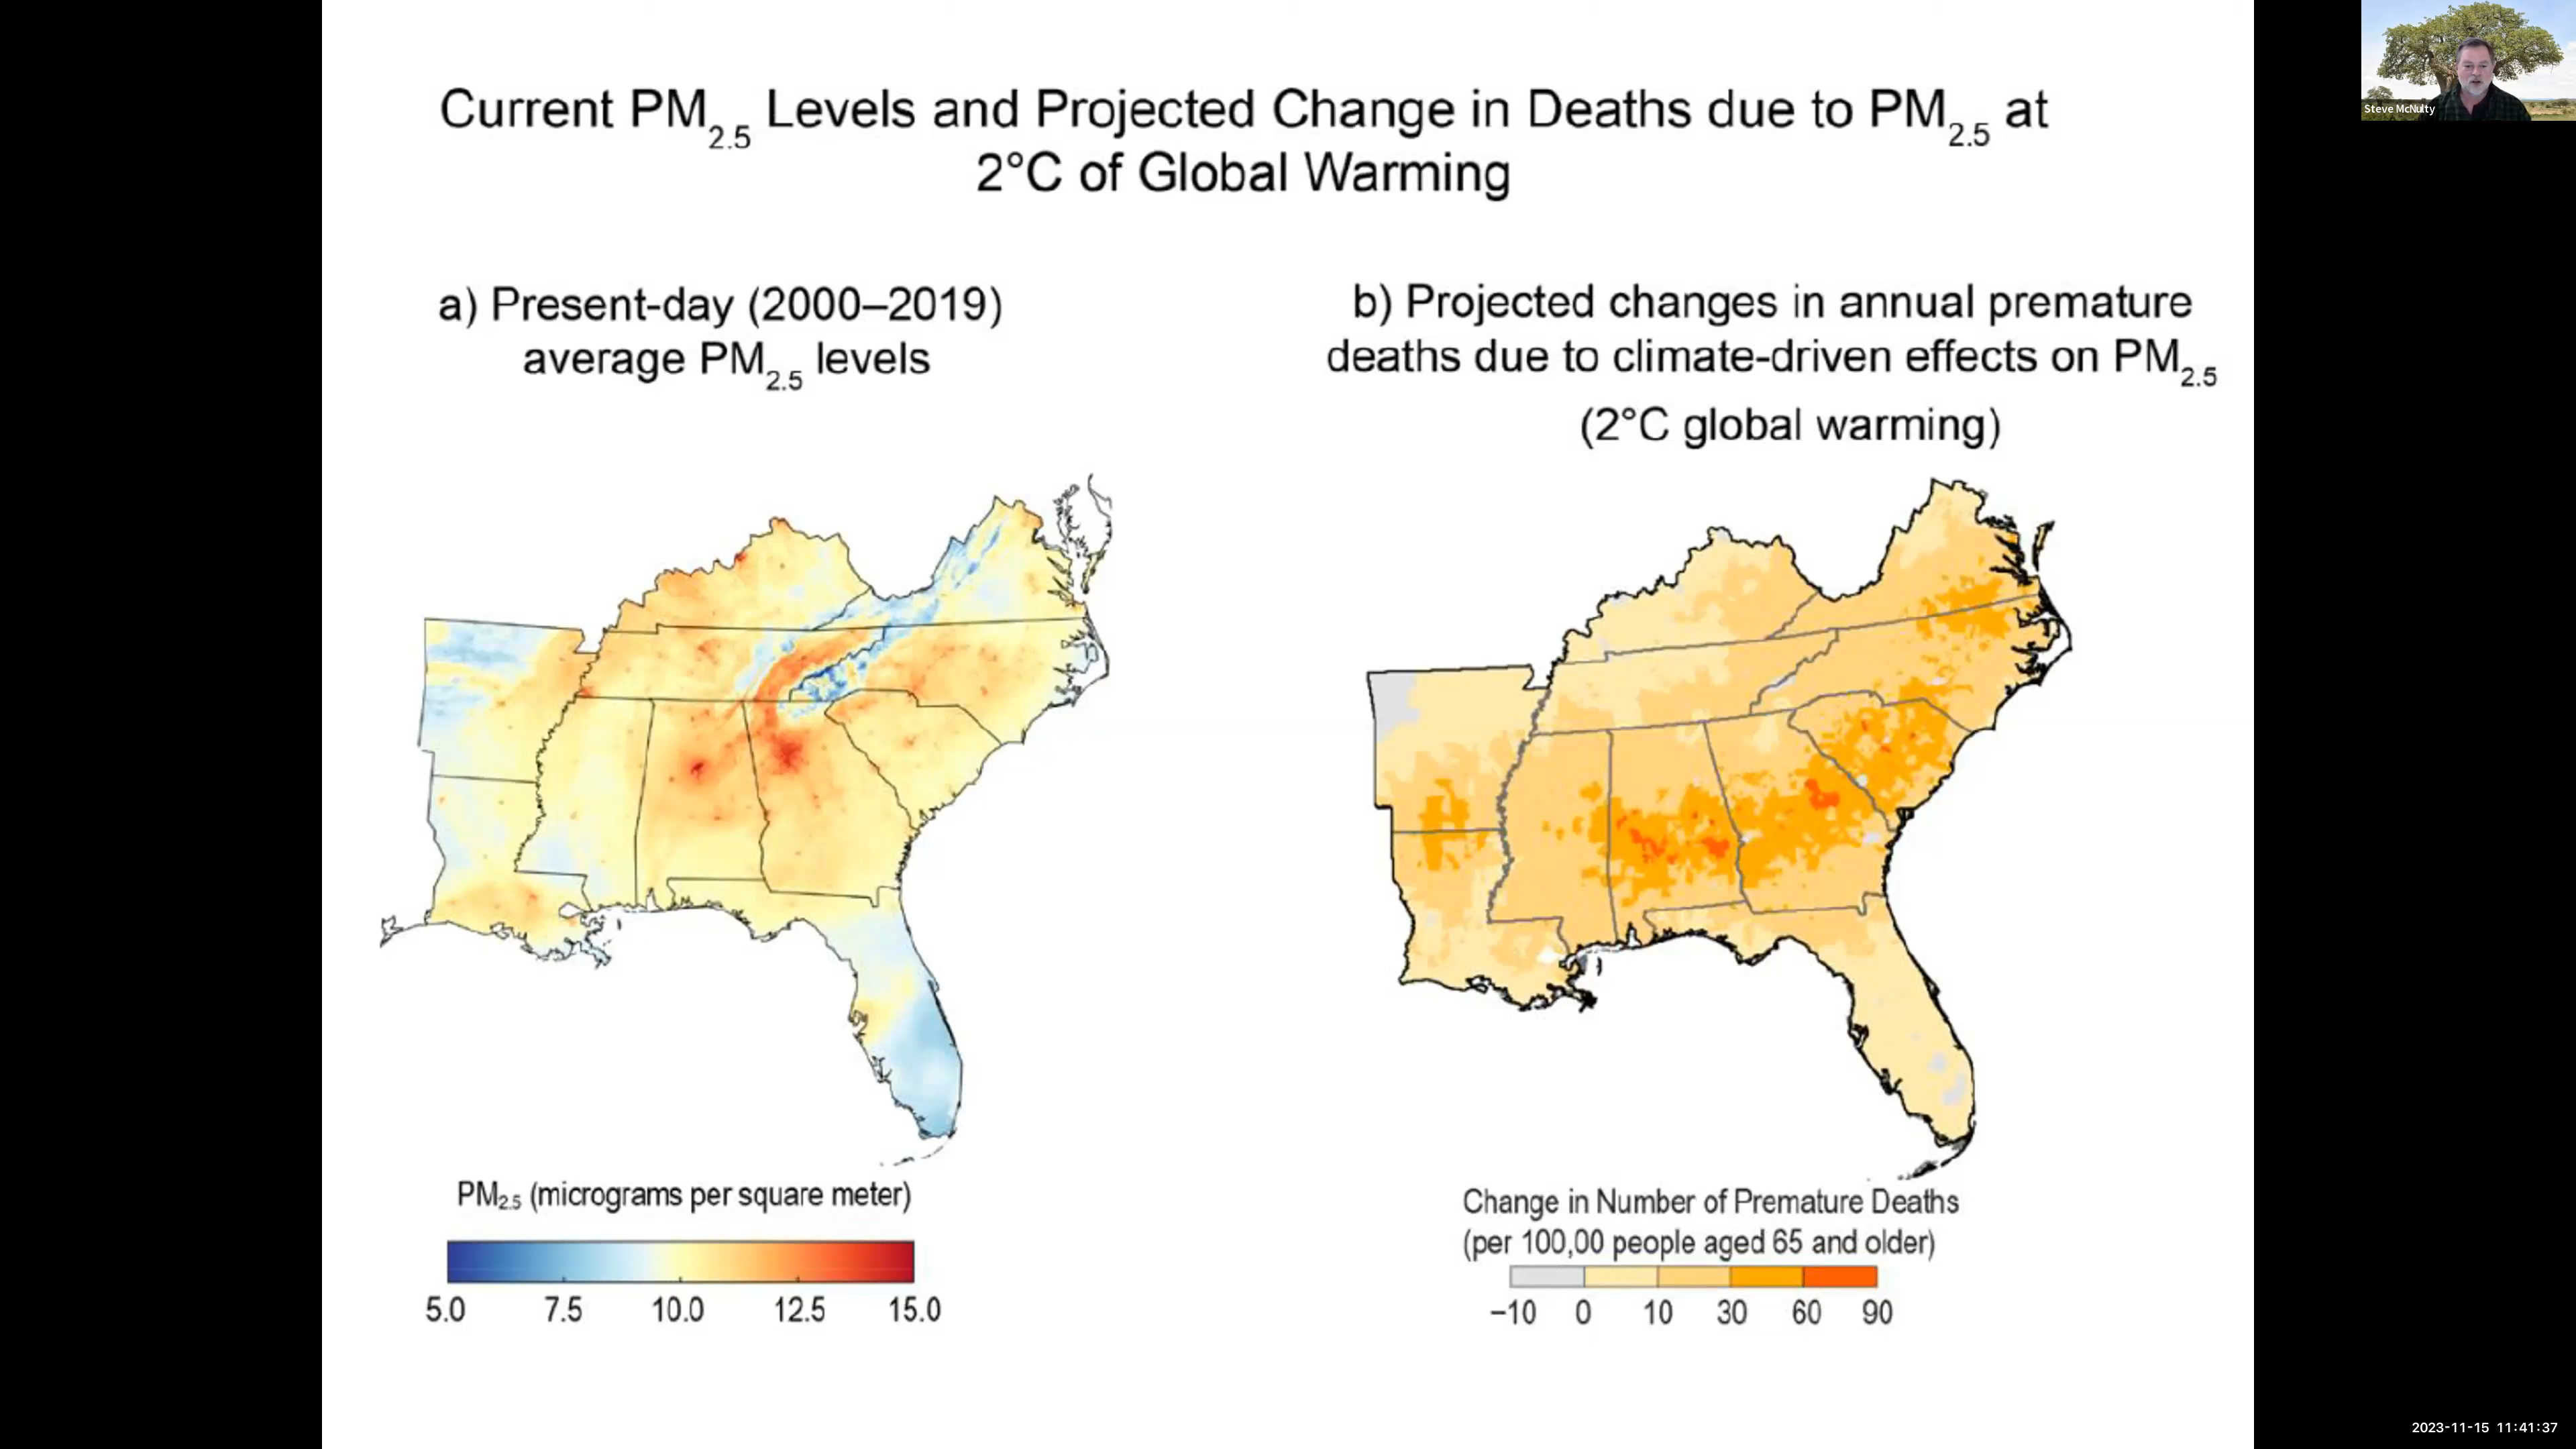 Current PM2.5 Levels and Projected Change in Deaths due to PM2.5 at
2°C of Global Warming
Steve McNulty
a) Present-day (2000–2019)
average PM2.5 levels
b) Projected changes in annual premature
deaths due to climate-driven effects on PM2.5
(2°C global warming)
PM2.5 (micrograms per square meter)
5.0 7.5 10.0 12.5 15.0
Change in Number of Premature Deaths
(per 100,00 people aged 65 and older)
−10 0 10 30 60 90
2023-11-15 11:41:37